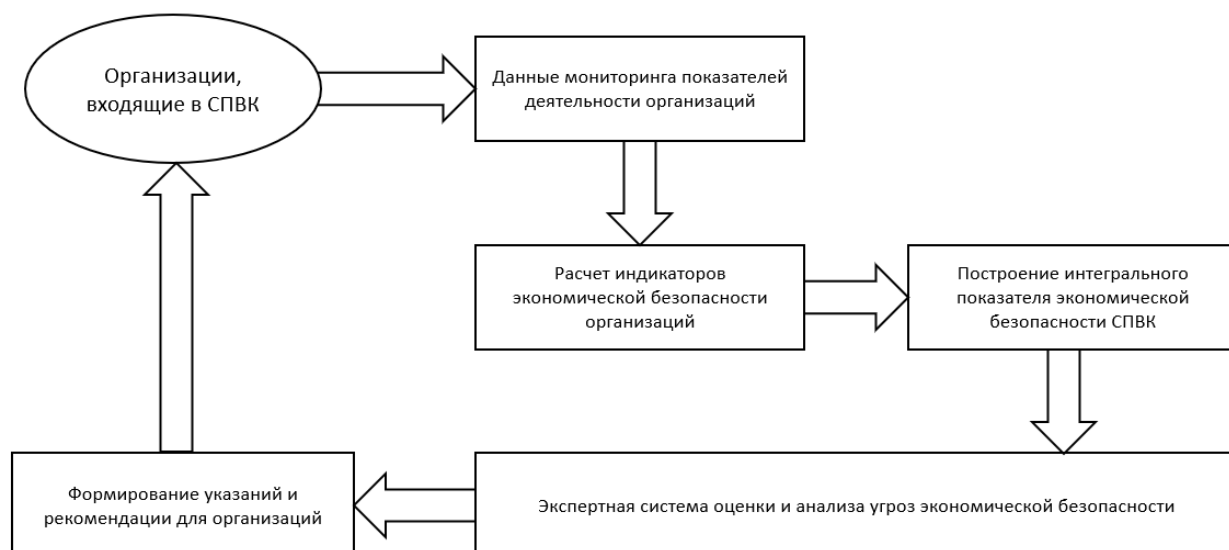 Организации,
входящие в СПВК
Данные мониторинга показателей
деятельности организаций
Расчет индикаторов
экономической безопасности
организаций
Построение интегрального
показателя экономической
безопасности СПВК
Экспертная система оценки и анализа угроз экономической безопасности
Формирование указаний и
рекомендации для организаций